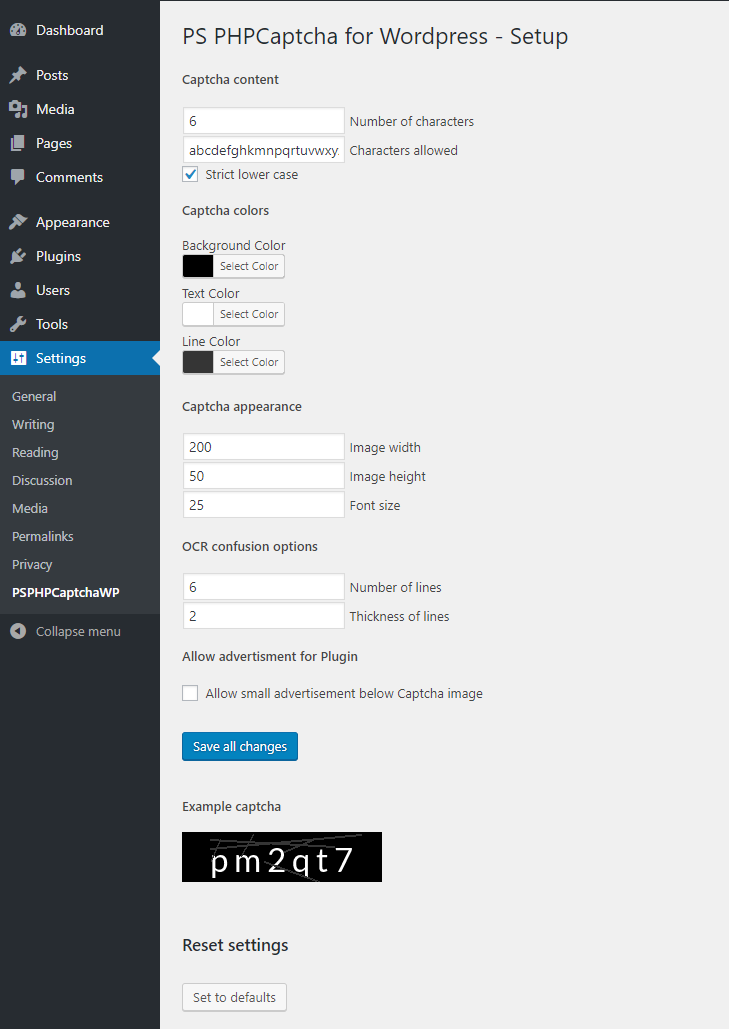 Dashboard
Posts
Media
Pages
Comments
Appearance
Plugins
Users
Tools
Settings
General
Writing
Reading
Discussion
Media
Permalinks
Privacy
PSPHPCaptchaWP
Collapse menu
PS PHPCaptcha for Wordpress - Setup
Captcha content
6 Number of characters
abcdefghkmnpqrtuvwxy Characters allowed
Strict lower case
Captcha colors
Background Color
Select Color
Text Color
Select Color
Line Color
Select Color
Captcha appearance
200 Image width
50 Image height
25 Font size
OCR confusion options
6 Number of lines
2 Thickness of lines
Allow advertisment for Plugin
Allow small advertisement below Captcha image
Save all changes
Example captcha
pm2qt7
Reset settings
Set to defaults